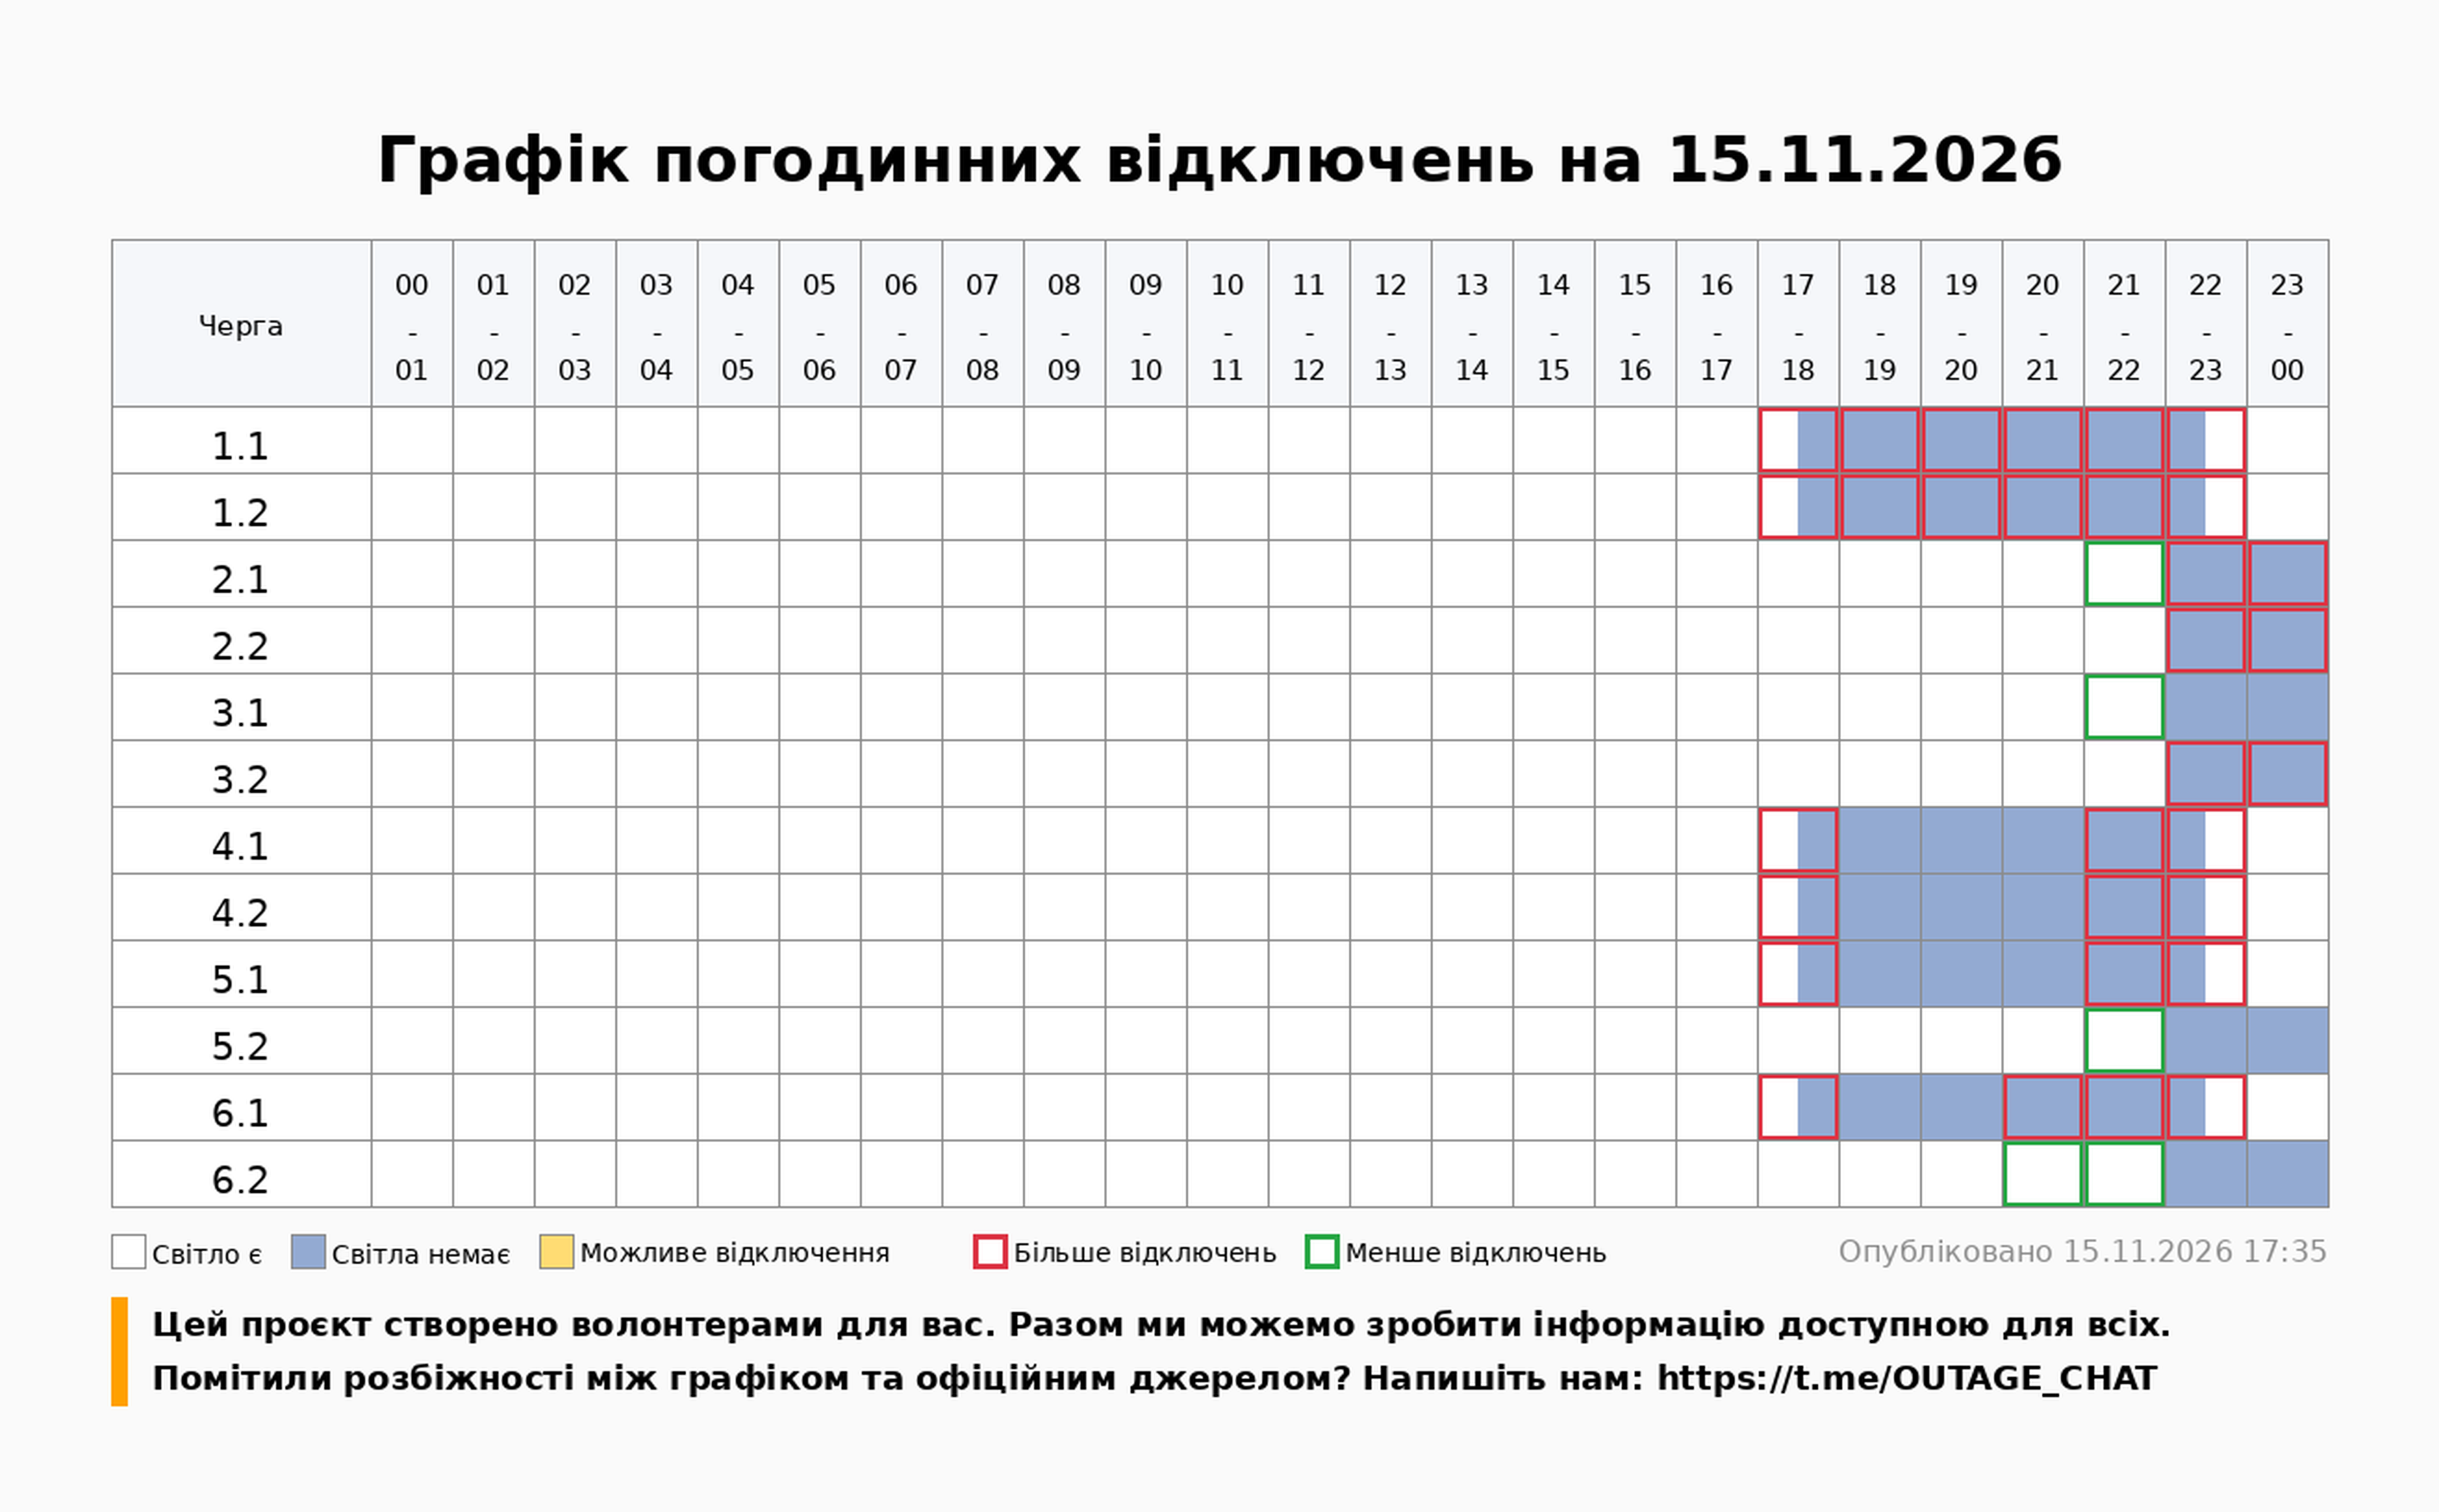 Графік погодинних відключень на 15.11.2026
Черга 00 - 01 01 - 02 02 - 03 03 - 04 04 - 05 05 - 06 06 - 07 07 - 08 08 - 09 09 - 10 10 - 11 11 - 12 12 - 13 13 - 14 14 - 15 15 - 16 16 - 17 17 - 18 18 - 19 19 - 20 20 - 21 21 - 22 22 - 23 23 - 00
1.1
1.2
2.1
2.2
3.1
3.2
4.1
4.2
5.1
5.2
6.1
6.2
Світло є Світла немає Можливе відключення Більше відключень Менше відключень Опубліковано 15.11.2026 17:35
Цей проєкт створено волонтерами для вас. Разом ми можемо зробити інформацію доступною для всіх.
Помітили розбіжності між графіком та офіційним джерелом? Напишіть нам: https://t.me/OUTAGE_CHAT